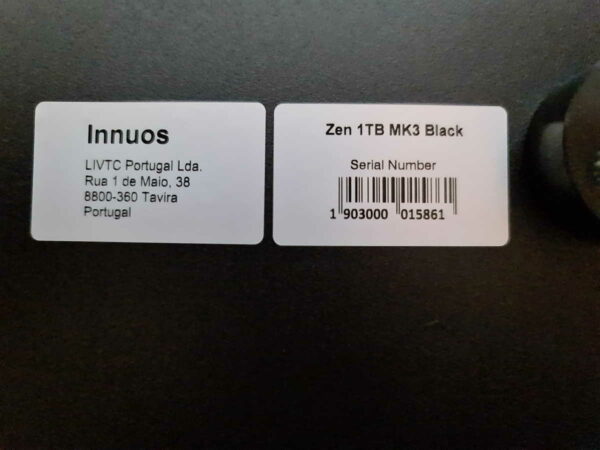 Innuos
LIVTC Portugal Lda.
Rua 1 de Maio, 38
8800-360 Tavira
Portugal
Zen 1TB MK3 Black
Serial Number
1 903000 015861